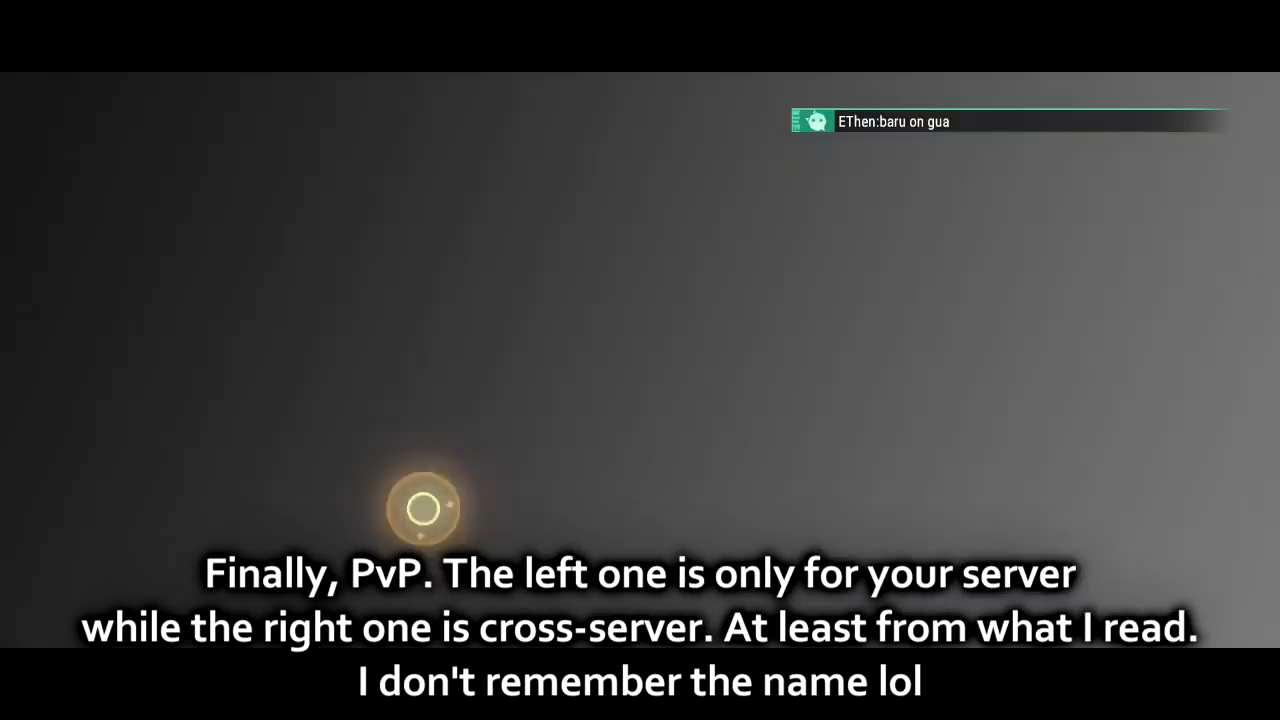 EThen:baru on gua
Finally, PvP. The left one is only for your server
while the right one is cross-server. At least from what I read.
I don't remember the name lol